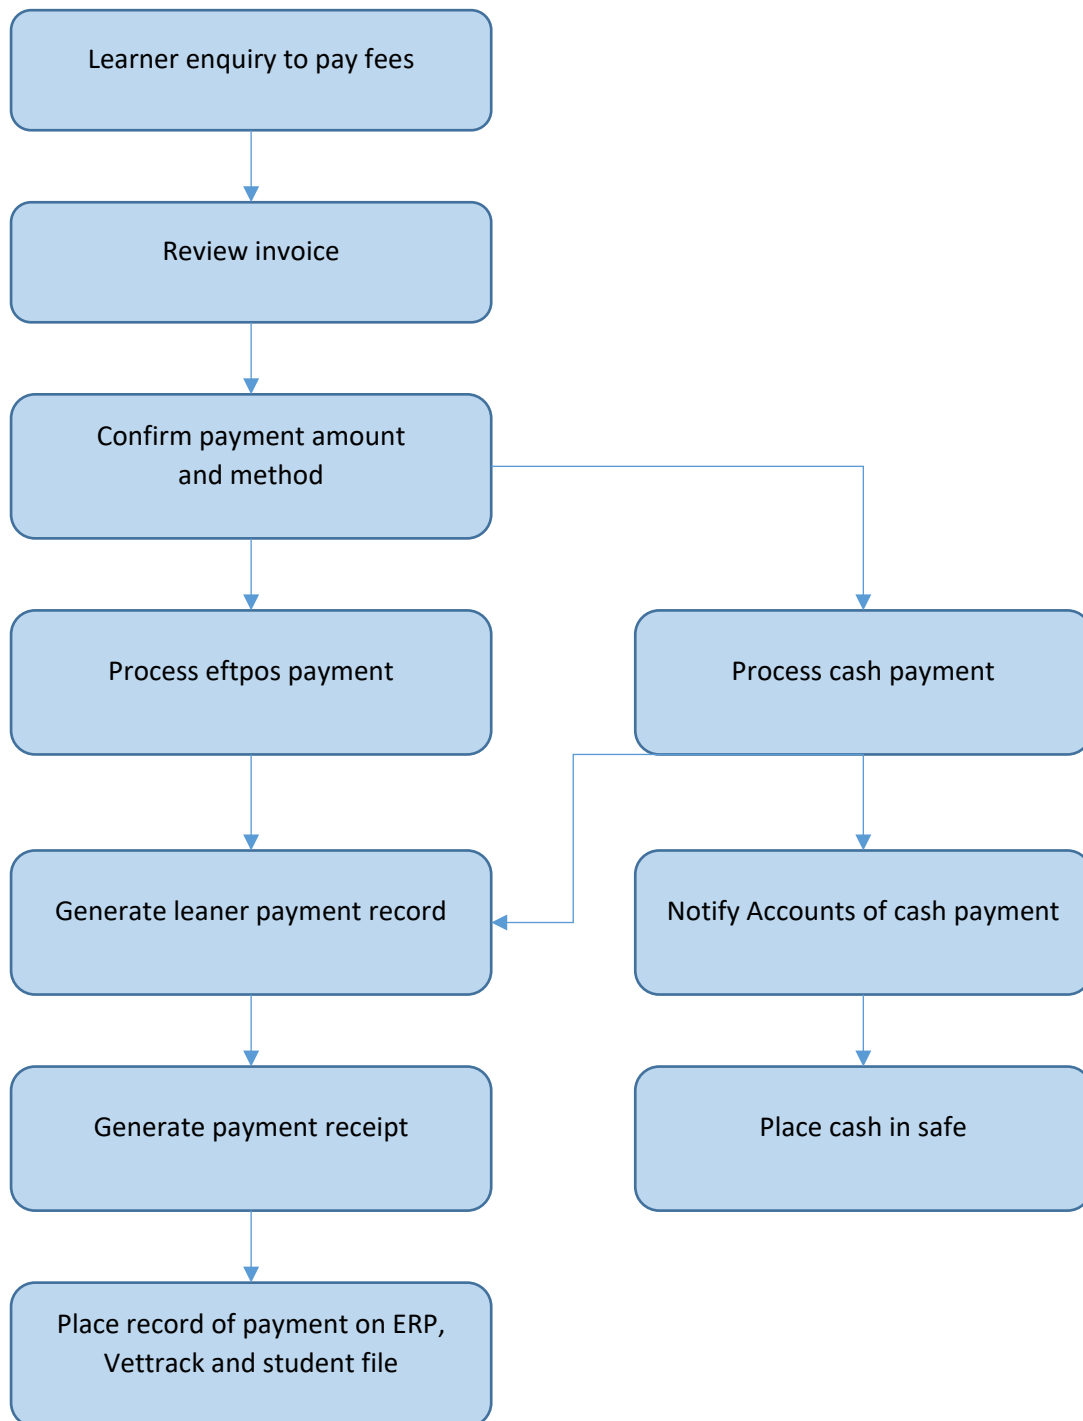 Learner enquiry to pay fees
Review invoice
Confirm payment amount
and method
Process eftpos payment
Process cash payment
Generate leaner payment record
Notify Accounts of cash payment
Generate payment receipt
Place cash in safe
Place record of payment on ERP,
Vettrack and student file